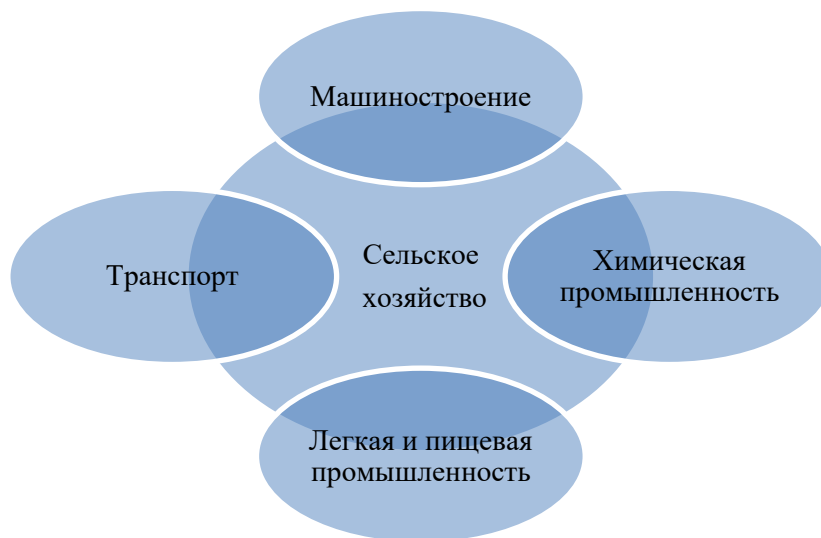 Машиностроение
Транспорт
Сельское
хозяйство
Химическая
промышленность
Легкая и пищевая
промышленность